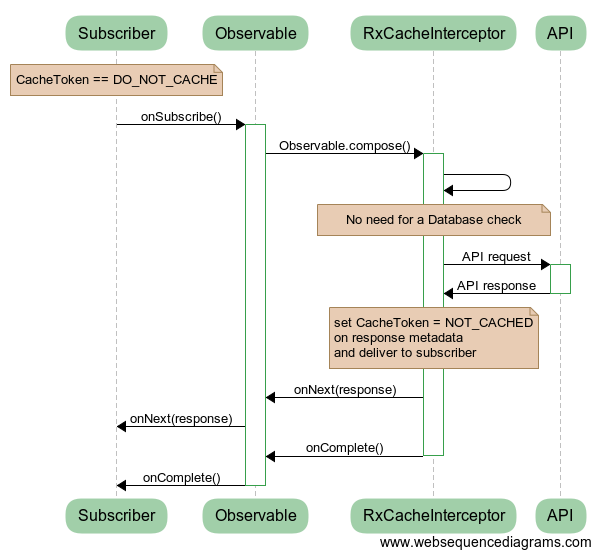 Subscriber
Observable
RxCacheInterceptor
API
CacheToken == DO_NOT_CACHE
onSubscribe()
Observable.compose()
No need for a Database check
API request
API response
set CacheToken = NOT_CACHED
on response metadata
and deliver to subscriber
onNext(response)
onNext(response)
onComplete()
onComplete()
Subscriber
Observable
RxCacheInterceptor
API
www.websequencediagrams.com